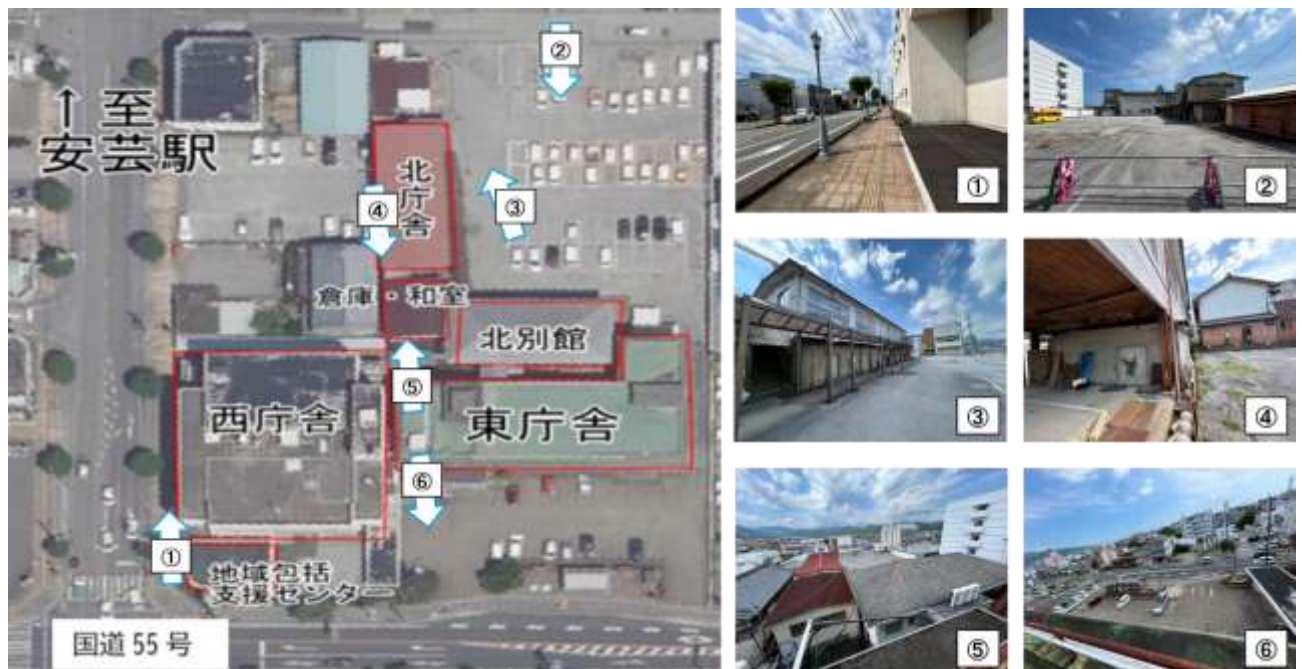 ②
↑ 至
安芸駅
北庁舎
④
③
倉庫・和室
北別館
⑤
西庁舎
東庁舎
⑥
①
地域包括
支援センター
国道 55 号
①
②
③
④
⑤
⑥